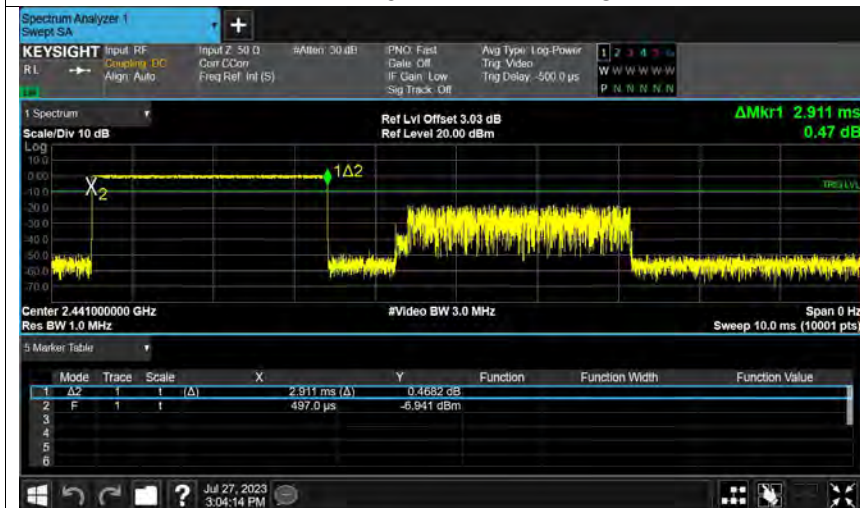 Spectrum Analyzer 1
Swept SA
+
KEYSIGHT Input: RF Input Z: 50 Ω #Atten: 30 dB PNO: Fast Avg Type: Log-Power 1 2 3 4 5 6
RL Coupling: DC Corr CCorr Gate: Off Trig: Video W W W W W W
Align: Auto Freq Ref: Int (S) IF Gain: Low Trig Delay: -500.0 µs P N N N N N
Sig Track: Off
1 Spectrum
Scale/Div 10 dB
Ref Lvl Offset 3.03 dB
Ref Level 20.00 dBm
ΔMkr1 2.911 ms
0.47 dB
Log
10.0
0.00
1Δ2
X2
TRIG LVL
-10.0
-20.0
-30.0
-40.0
-50.0
-60.0
-70.0
Center 2.441000000 GHz #Video BW 3.0 MHz Span 0 Hz
Res BW 1.0 MHz Sweep 10.0 ms (10001 pts)
5 Marker Table
Mode Trace Scale X Y Function Function Width Function Value
1 Δ2 1 t (Δ) 2.911 ms (Δ) 0.4682 dB
2 F 1 t 497.0 µs -6.941 dBm
3
4
5
6
? Jul 27, 2023
3:04:14 PM